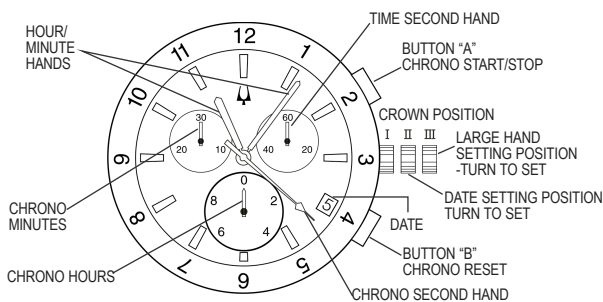 HOUR/
MINUTE
HANDS
TIME SECOND HAND
BUTTON “A”
CHRONO START/STOP
CROWN POSITION
I II III
LARGE HAND
SETTING POSITION
-TURN TO SET
DATE SETTING POSITION
TURN TO SET
DATE
BUTTON “B”
CHRONO RESET
CHRONO SECOND HAND
CHRONO
MINUTES
CHRONO HOURS
12
1
2
3
4
5
6
7
8
9
10
11
30
20
10
60
40
20
0
2
4
6
8
5